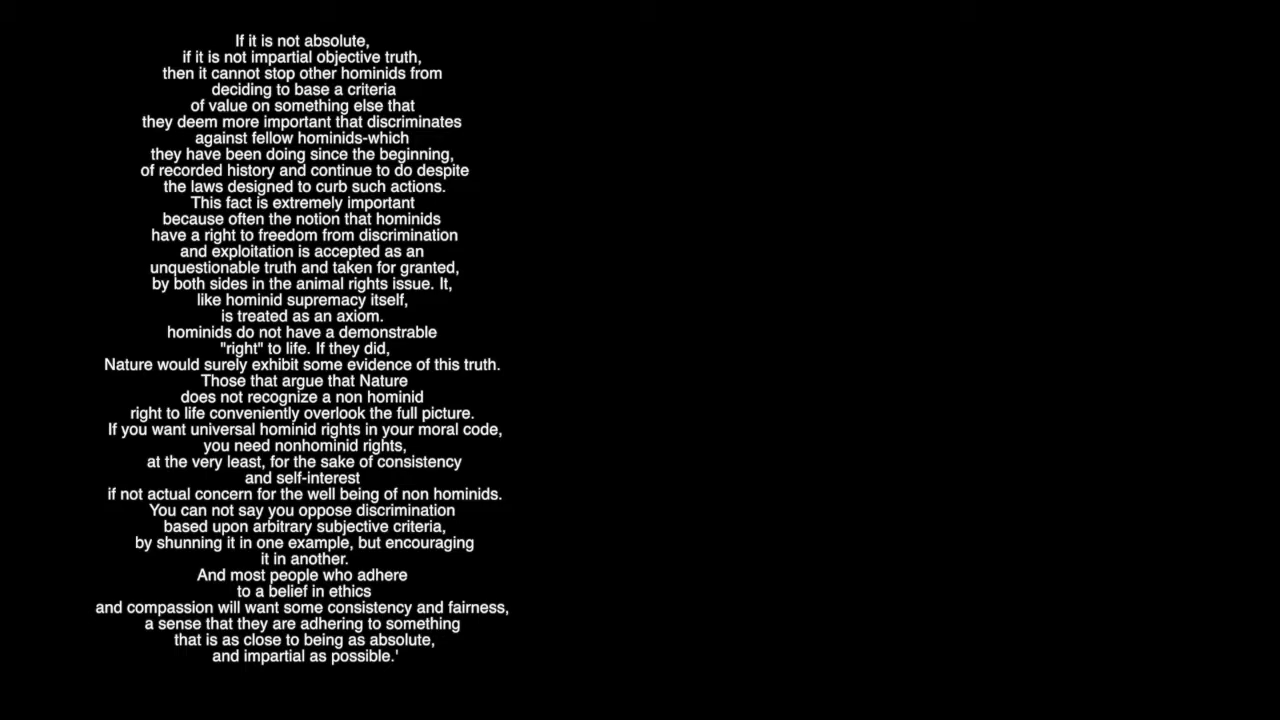 If it is not absolute,
if it is not impartial objective truth,
then it cannot stop other hominids from
deciding to base a criteria
of value on something else that
they deem more important that discriminates
against fellow hominids-which
they have been doing since the beginning,
of recorded history and continue to do despite
the laws designed to curb such actions.
This fact is extremely important
because often the notion that hominids
have a right to freedom from discrimination
and exploitation is accepted as an
unquestionable truth and taken for granted,
by both sides in the animal rights issue. It,
like hominid supremacy itself,
is treated as an axiom.
hominids do not have a demonstrable
"right" to life. If they did,
Nature would surely exhibit some evidence of this truth.
Those that argue that Nature
does not recognize a non hominid
right to life conveniently overlook the full picture.
If you want universal hominid rights in your moral code,
you need nonhominid rights,
at the very least, for the sake of consistency
and self-interest
if not actual concern for the well being of non hominids.
You can not say you oppose discrimination
based upon arbitrary subjective criteria,
by shunning it in one example, but encouraging
it in another.
And most people who adhere
to a belief in ethics
and compassion will want some consistency and fairness,
a sense that they are adhering to something
that is as close to being as absolute,
and impartial as possible.'